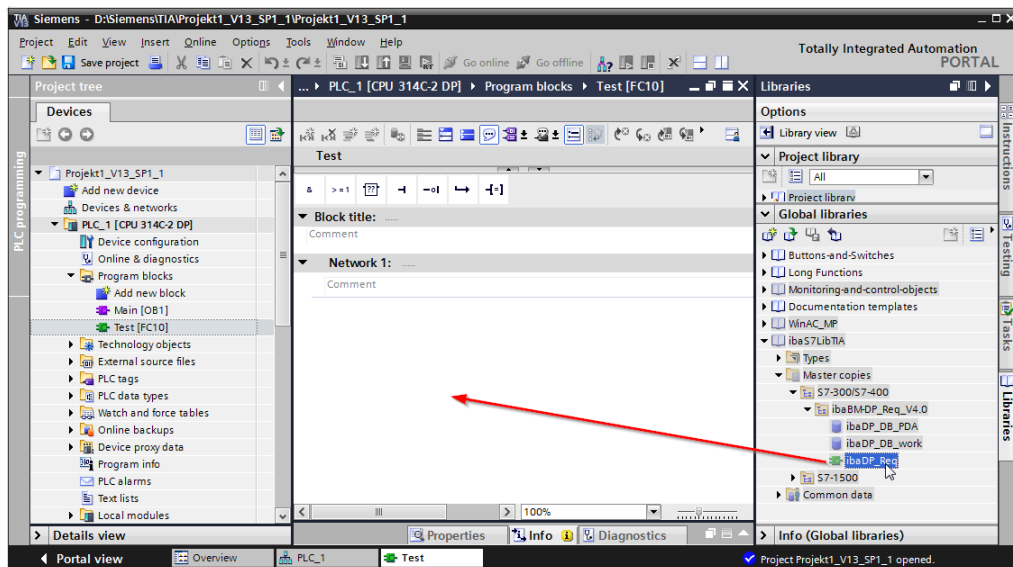 Siemens - D:\Siemens\TIA\Projekt1_V13_SP1_1\Projekt1_V13_SP1_1
Project Edit View Insert Online Options Tools Window Help
Totally Integrated Automation
PORTAL
Save project Go online Go offline
Project tree
Devices
PLC programming
Projekt1_V13_SP1_1
Add new device
Devices & networks
PLC_1 [CPU 314C-2 DP]
Device configuration
Online & diagnostics
Program blocks
Add new block
Main [OB1]
Test [FC10]
Technology objects
External source files
PLC tags
PLC data types
Watch and force tables
Online backups
Device proxy data
Program info
PLC alarms
Text lists
Local modules
Details view
... PLC_1 [CPU 314C-2 DP] Program blocks Test [FC10]
Test
& >=1 ?? -| -o| -[=]
Block title: .....
Comment
Network 1: .....
Comment
100%
Properties Info Diagnostics
Libraries
Options
Library view
Project library
All
Project library
Global libraries
Buttons-and-Switches
Long Functions
Monitoring-and-control-objects
Documentation templates
WinAC_MP
ibaS7LibTIA
Types
Master copies
S7-300/S7-400
ibaBM-DP_Req_V4.0
ibaDP_DB_PDA
ibaDP_DB_work
ibaDP_Req
S7-1500
Common data
Info (Global libraries)
Instructions
Testing
Tasks
Libraries
Portal view Overview PLC_1 Test
Project Projekt1_V13_SP1_1 opened.